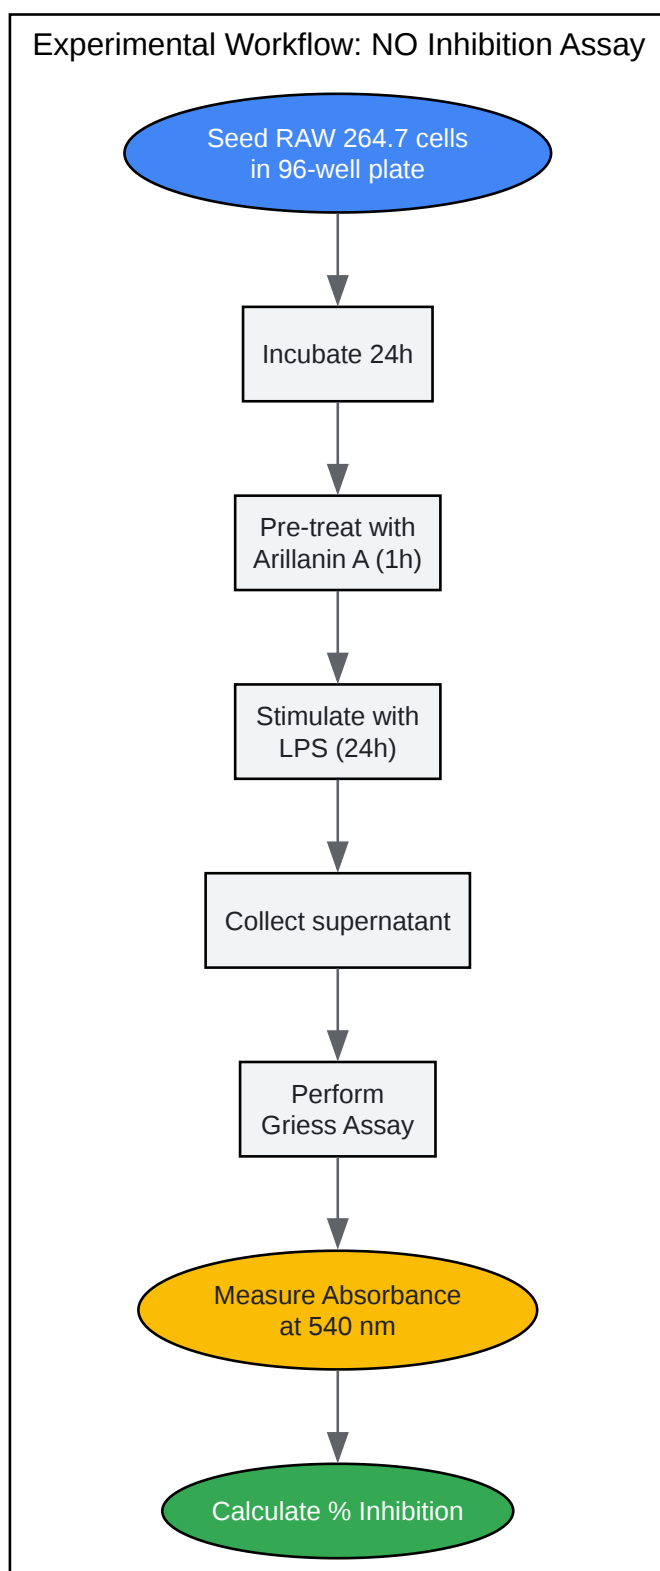 Experimental Workflow: NO Inhibition Assay
Seed RAW 264.7 cells
in 96-well plate
Incubate 24h
Pre-treat with
Arillanin A (1h)
Stimulate with
LPS (24h)
Collect supernatant
Perform
Griess Assay
Measure Absorbance
at 540 nm
Calculate % Inhibition